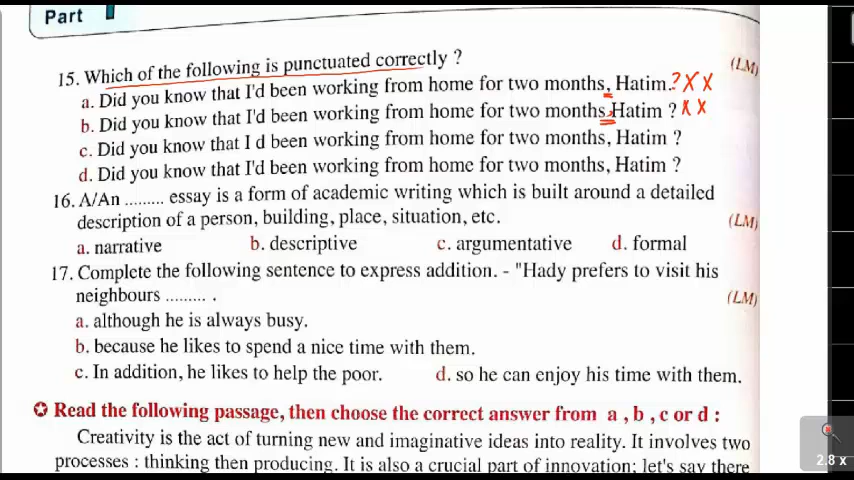 Part 1
15. Which of the following is punctuated correctly ?
(LM)
a. Did you know that I'd been working from home for two months, Hatim.? X X
b. Did you know that I'd been working from home for two months.Hatim ? X X
c. Did you know that I d been working from home for two months, Hatim ?
d. Did you know that I'd been working from home for two months, Hatim ?
16. A/An ......... essay is a form of academic writing which is built around a detailed
description of a person, building, place, situation, etc.
(LM)
a. narrative b. descriptive c. argumentative d. formal
17. Complete the following sentence to express addition. - "Hady prefers to visit his
neighbours ......... .
(LM)
a. although he is always busy.
b. because he likes to spend a nice time with them.
c. In addition, he likes to help the poor. d. so he can enjoy his time with them.
✪ Read the following passage, then choose the correct answer from a , b , c or d :
Creativity is the act of turning new and imaginative ideas into reality. It involves two
processes : thinking then producing. It is also a crucial part of innovation; let's say there
2.8 x